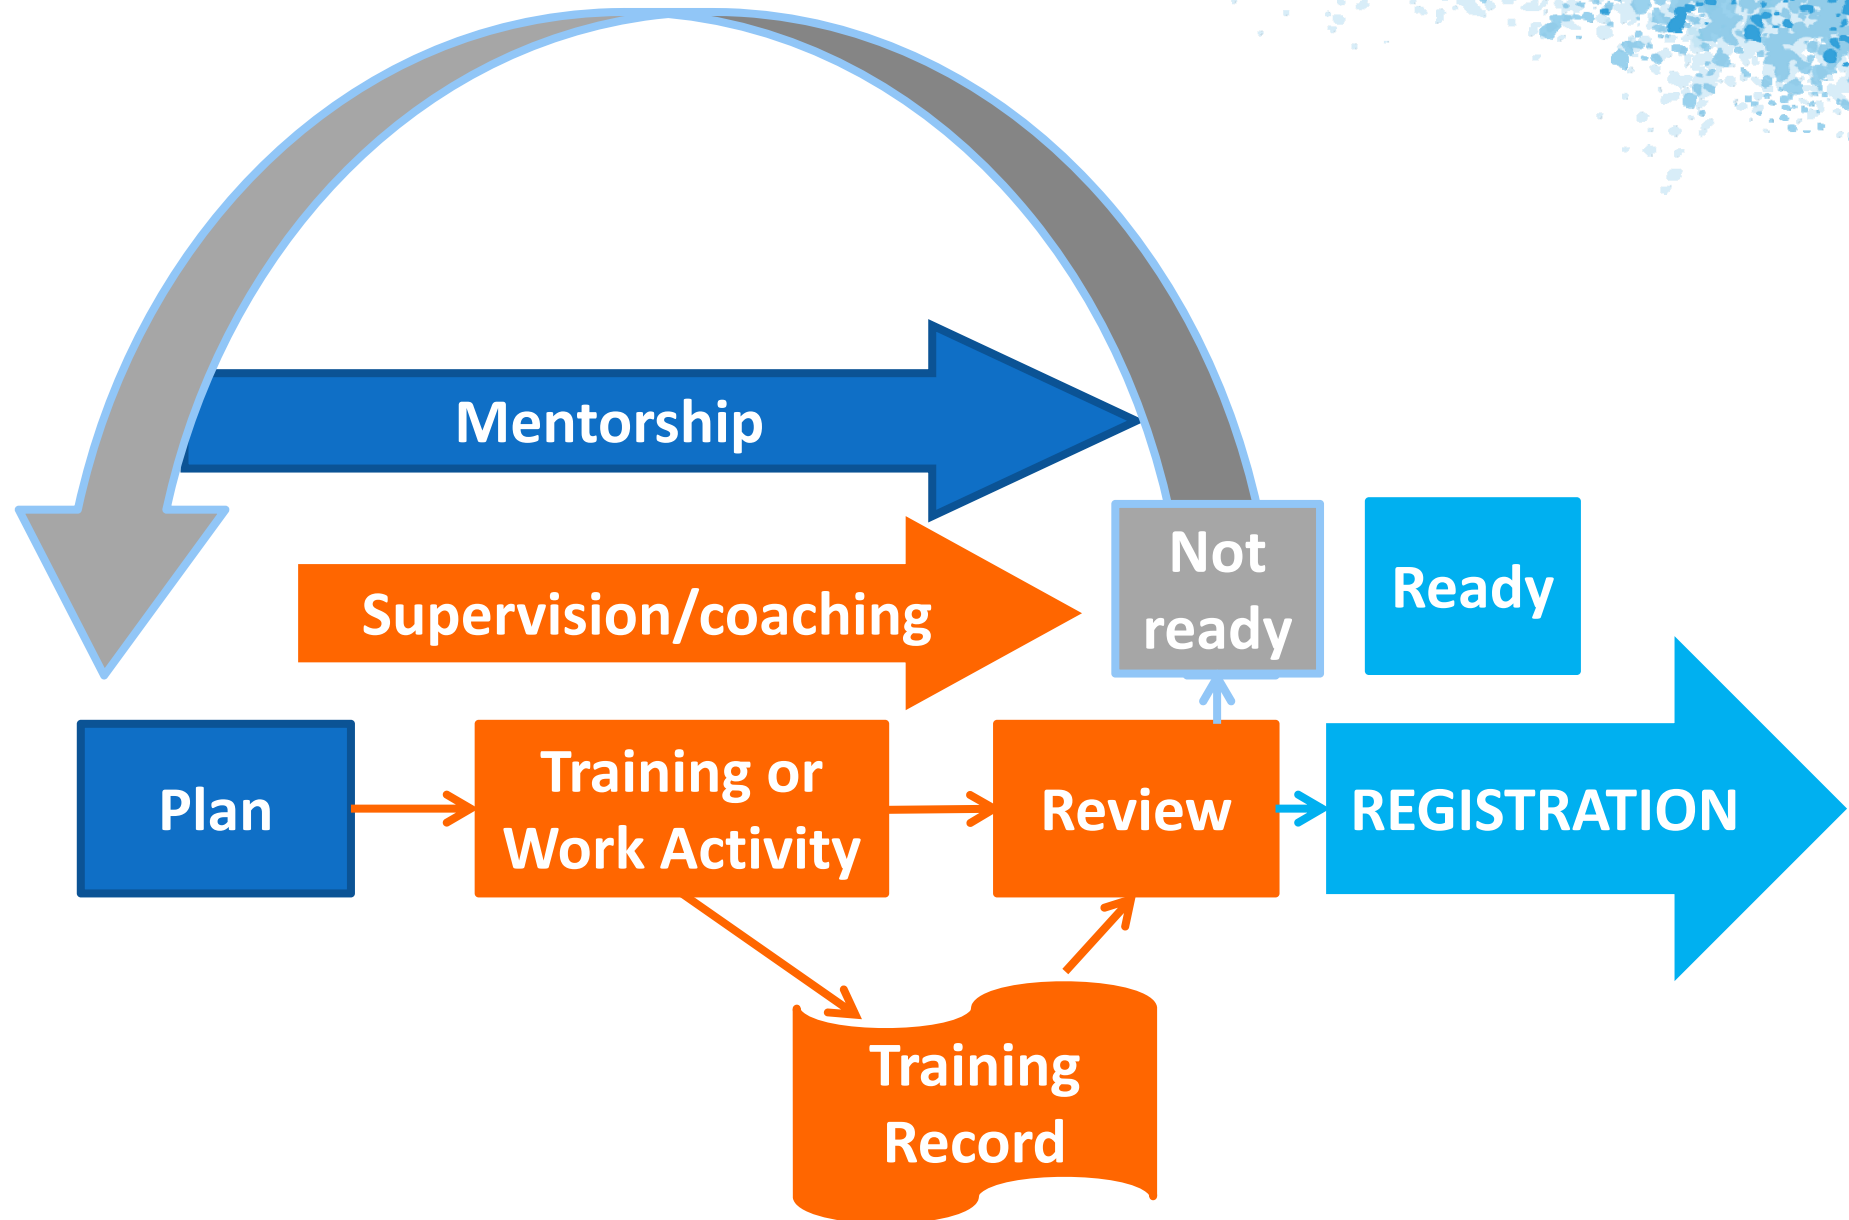 Mentorship
Supervision/coaching
Not
ready
Ready
Plan
Training or
Work Activity
Review
REGISTRATION
Training
Record